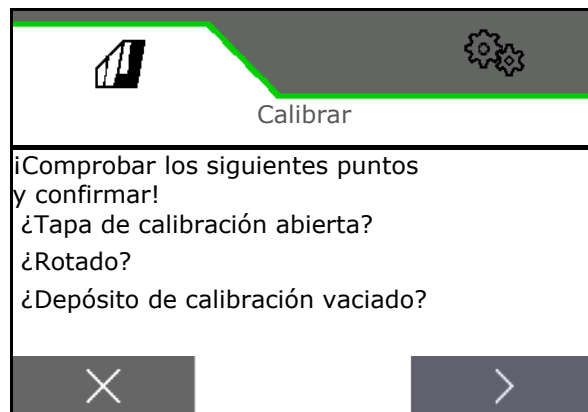 Calibrar
¡Comprobar los siguientes puntos
y confirmar!
¿Tapa de calibración abierta?
¿Rotado?
¿Depósito de calibración vaciado?